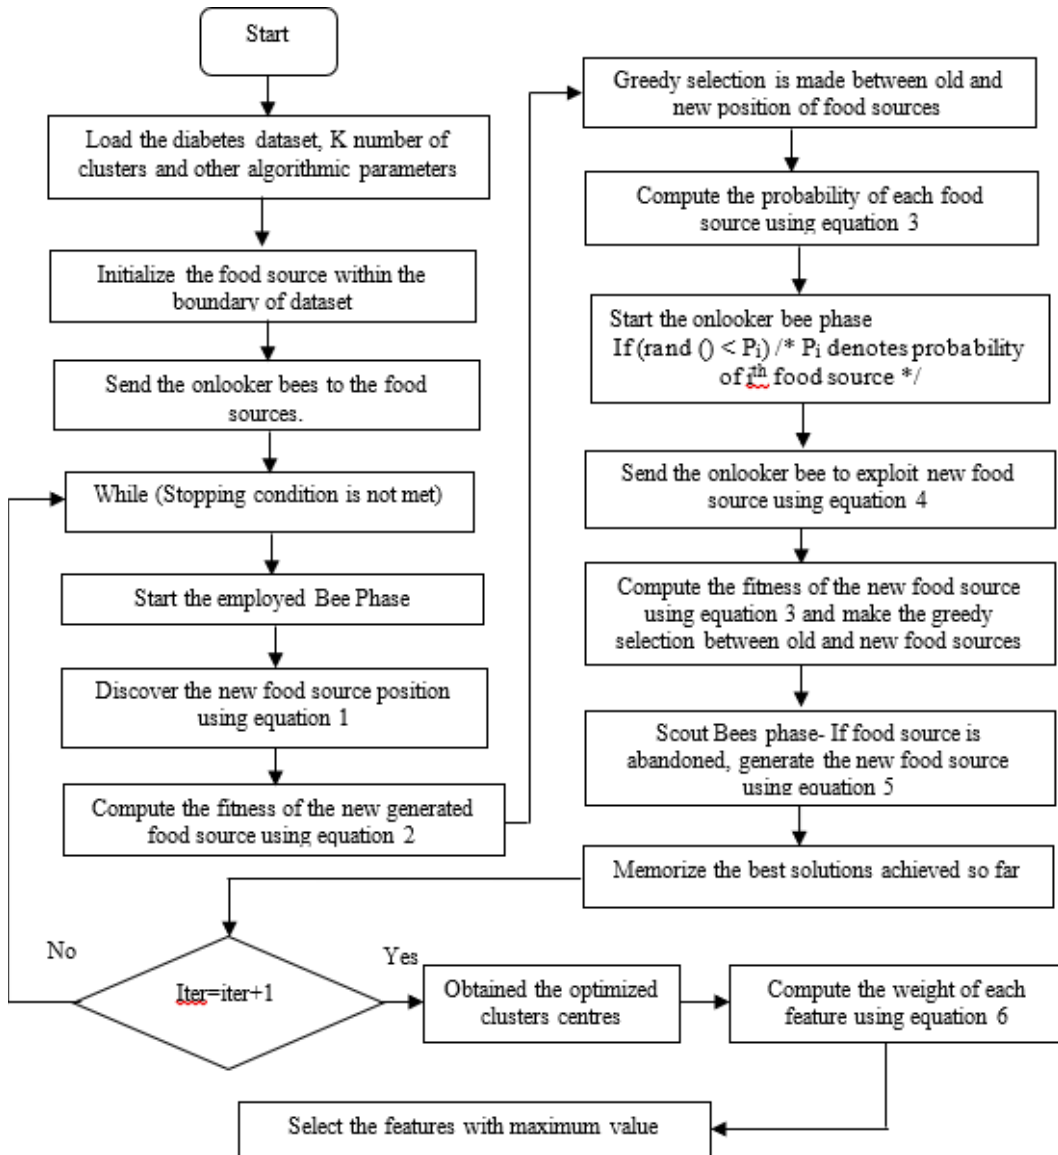 Start
Load the diabetes dataset, K number of
clusters and other algorithmic parameters
Initialize the food source within the
boundary of dataset
Send the onlooker bees to the food
sources.
While (Stopping condition is not met)
Start the employed Bee Phase
Discover the new food source position
using equation 1
Compute the fitness of the new generated
food source using equation 2
Greedy selection is made between old and
new position of food sources
Compute the probability of each food
source using equation 3
Start the onlooker bee phase
If (rand () < Pi) /* Pi denotes probability
of ith food source */
Send the onlooker bee to exploit new food
source using equation 4
Compute the fitness of the new food source
using equation 3 and make the greedy
selection between old and new food sources
Scout Bees phase- If food source is
abandoned, generate the new food source
using equation 5
Memorize the best solutions achieved so far
No
Iter=iter+1
Yes
Obtained the optimized
clusters centres
Compute the weight of each
feature using equation 6
Select the features with maximum value